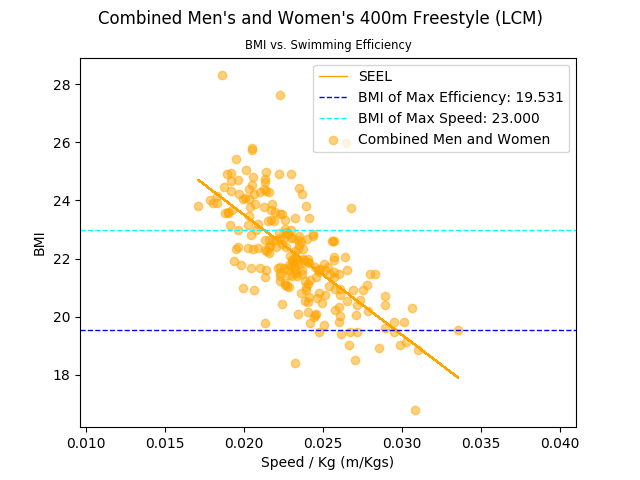 Combined Men's and Women's 400m Freestyle (LCM)
BMI vs. Swimming Efficiency
SEEL
BMI of Max Efficiency: 19.531
BMI of Max Speed: 23.000
Combined Men and Women
BMI
28
26
24
22
20
18
0.010
0.015
0.020
0.025
0.030
0.035
0.040
Speed / Kg (m/Kgs)